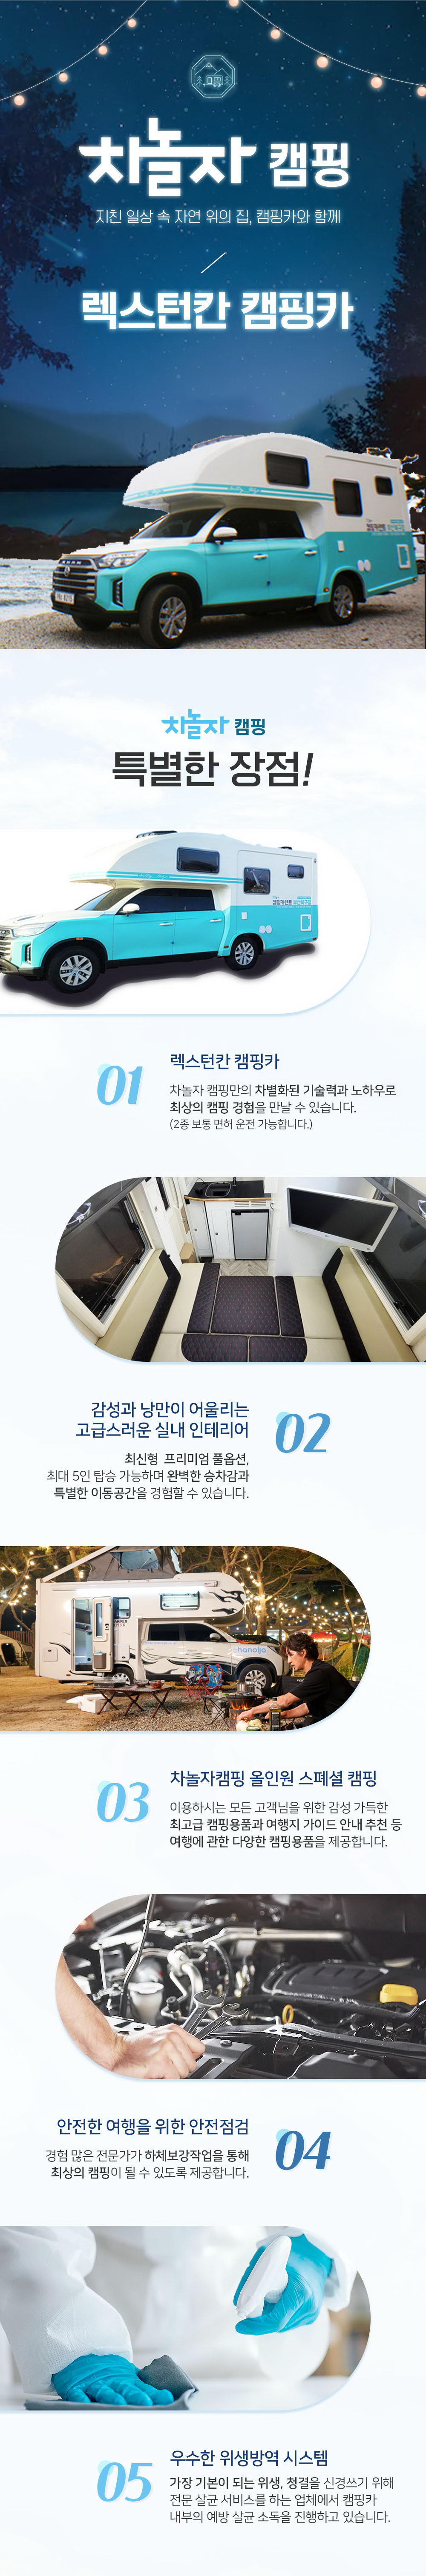 차놀자 캠핑
지친 일상 속 자연 위의 집, 캠핑카와 함께
렉스턴칸 캠핑카
차놀자 캠핑
특별한 장점!
01
렉스턴칸 캠핑카
차놀자 캠핑만의 차별화된 기술력과 노하우로
최상의 캠핑 경험을 만날 수 있습니다.
(2종 보통 면허 운전 가능합니다.)
감성과 낭만이 어울리는
고급스러운 실내 인테리어
02
최신형 프리미엄 풀옵션,
최대 5인 탑승 가능하며 완벽한 승차감과
특별한 이동공간을 경험할 수 있습니다.
chanolja
03
차놀자캠핑 올인원 스폐셜 캠핑
이용하시는 모든 고객님을 위한 감성 가득한
최고급 캠핑용품과 여행지 가이드 안내 추천 등
여행에 관한 다양한 캠핑용품을 제공합니다.
안전한 여행을 위한 안전점검
04
경험 많은 전문가가 하체보강작업을 통해
최상의 캠핑이 될 수 있도록 제공합니다.
05
우수한 위생방역 시스템
가장 기본이 되는 위생, 청결을 신경쓰기 위해
전문 살균 서비스를 하는 업체에서 캠핑카
내부의 예방 살균 소독을 진행하고 있습니다.